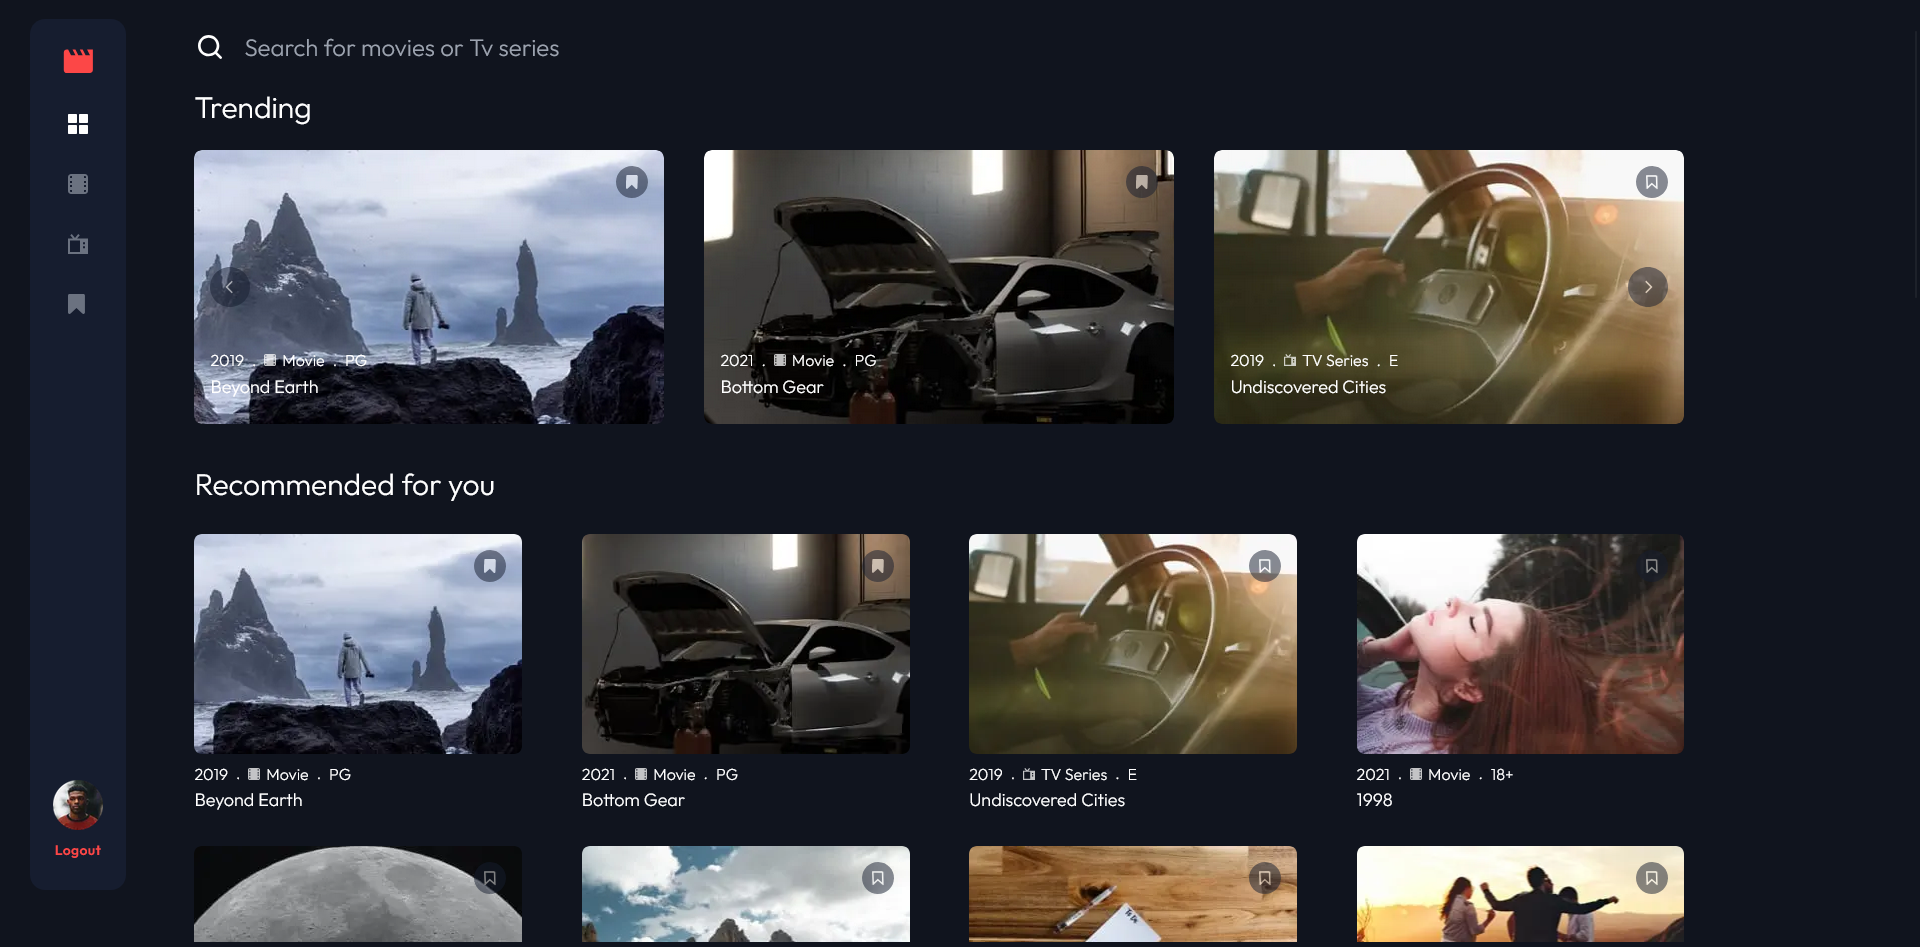 Search for movies or Tv series
Trending
2019 . Movie . PG
Beyond Earth
2021 . Movie . PG
Bottom Gear
2019 . TV Series . E
Undiscovered Cities
Recommended for you
2019 . Movie . PG
Beyond Earth
2021 . Movie . PG
Bottom Gear
2019 . TV Series . E
Undiscovered Cities
2021 . Movie . 18+
1998
To Do
Logout